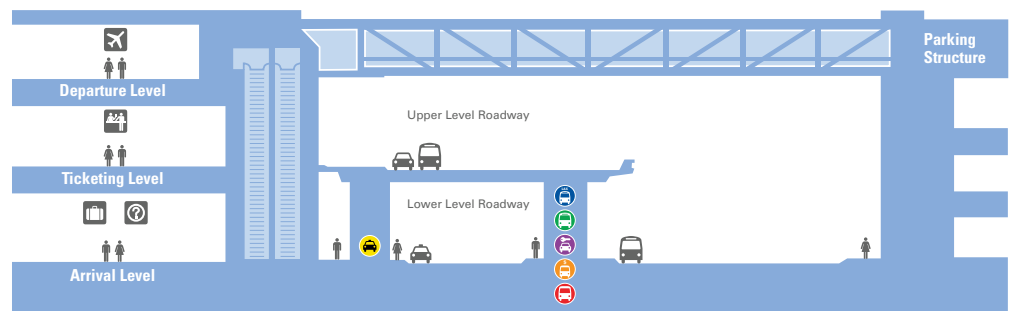 Departure Level
Ticketing Level
Arrival Level
Upper Level Roadway
Lower Level Roadway
Parking
Structure